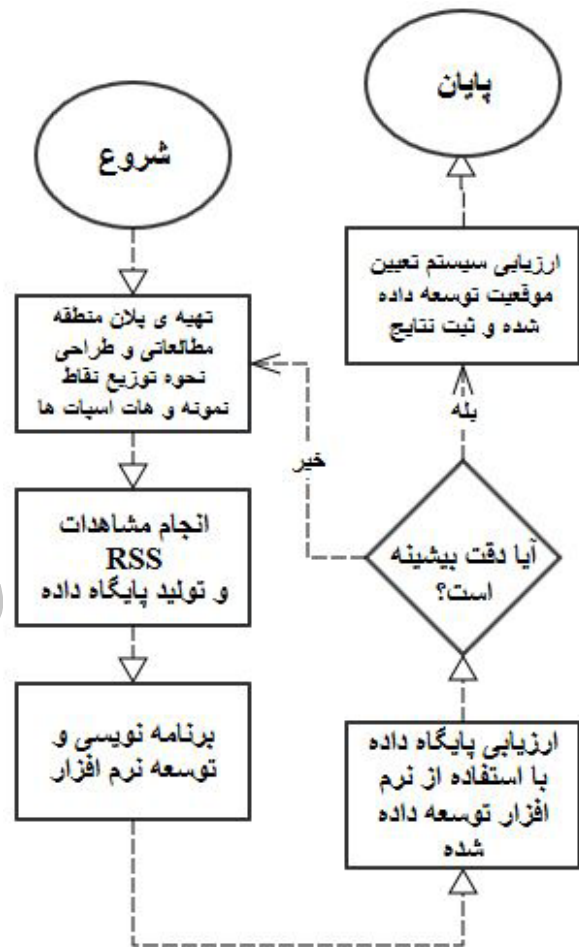 شروع
تهیه ی پلان منطقه
مطالعاتی و طراحی
نحوه توزیع نقاط
نمونه و هات اسپات ها
انجام مشاهدات
RSS
و تولید پایگاه داده
برنامه نویسی و
توسعه نرم افزار
ارزیابی پایگاه داده
با استفاده از نرم
افزار توسعه داده
شده
آیا دقت بیشینه
است؟
خیر
بله
ارزیابی سیستم تعیین
موقعیت توسعه داده
شده و ثبت نتایج
پایان